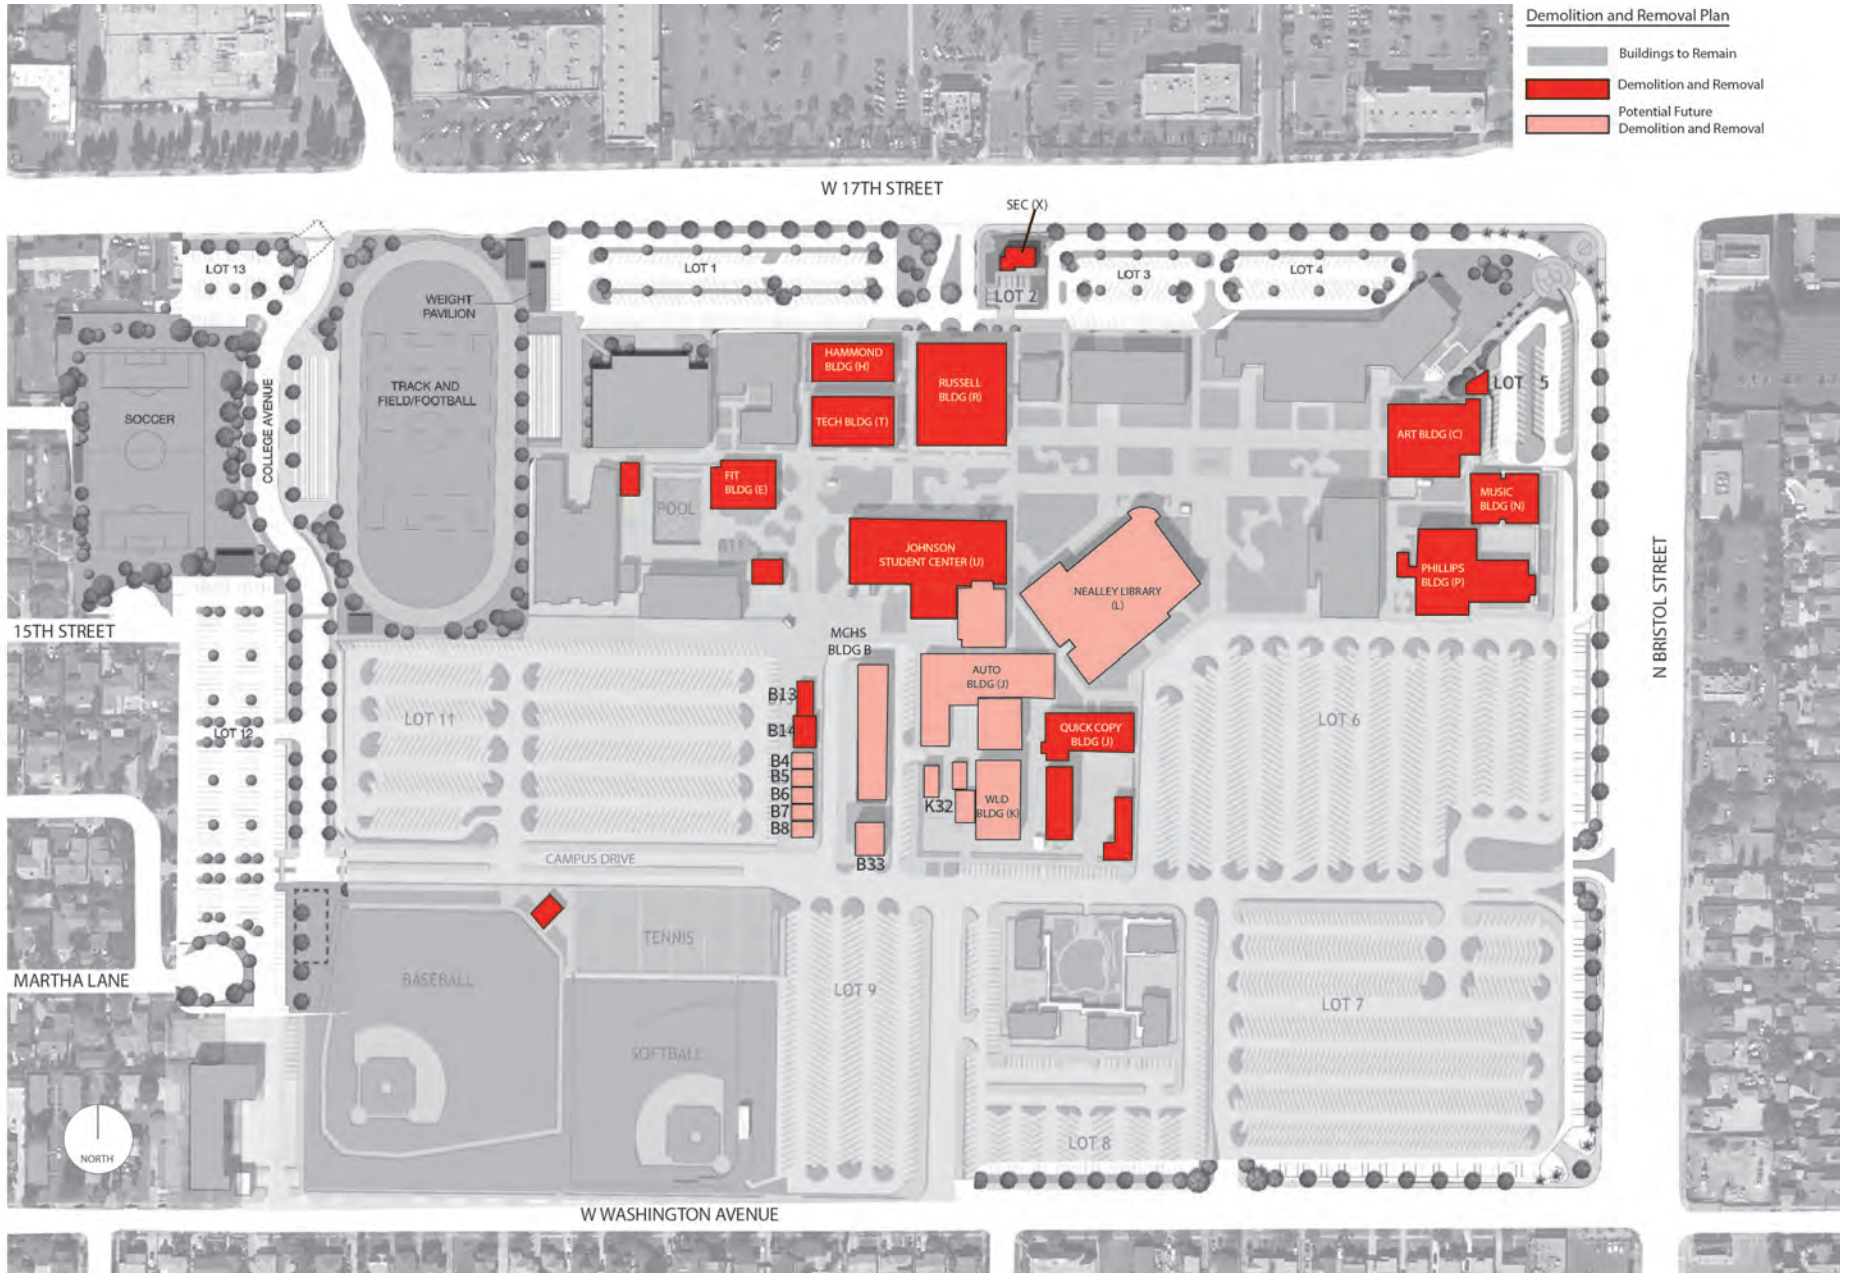 Demolition and Removal Plan
Buildings to Remain
Demolition and Removal
Potential Future
Demolition and Removal
W 17TH STREET
SEC (X)
LOT 13
LOT 1
LOT 3
LOT 4
LOT 2
WEIGHT
PAVILION
HAMMOND
BLDG (H)
RUSSELL
BLDG (R)
TRACK AND
FIELD/FOOTBALL
LOT 5
SOCCER
COLLEGE AVENUE
TECH BLDG (T)
ART BLDG (C)
FIT
BLDG (E)
MUSIC
BLDG (N)
POOL
JOHNSON
STUDENT CENTER (U)
PHILLIPS
BLDG (P)
NEALLEY LIBRARY
(L)
N BRISTOL STREET
15TH STREET
MCHS
BLDG B
AUTO
BLDG (J)
B13
LOT 11
LOT 6
B14
QUICK COPY
BLDG (J)
LOT 12
B4
B5
B6
B7
B8
K32
WLD
BLDG (K)
CAMPUS DRIVE
B33
TENNIS
MARTHA LANE
BASEBALL
LOT 9
LOT 7
SOFTBALL
LOT 8
NORTH
W WASHINGTON AVENUE